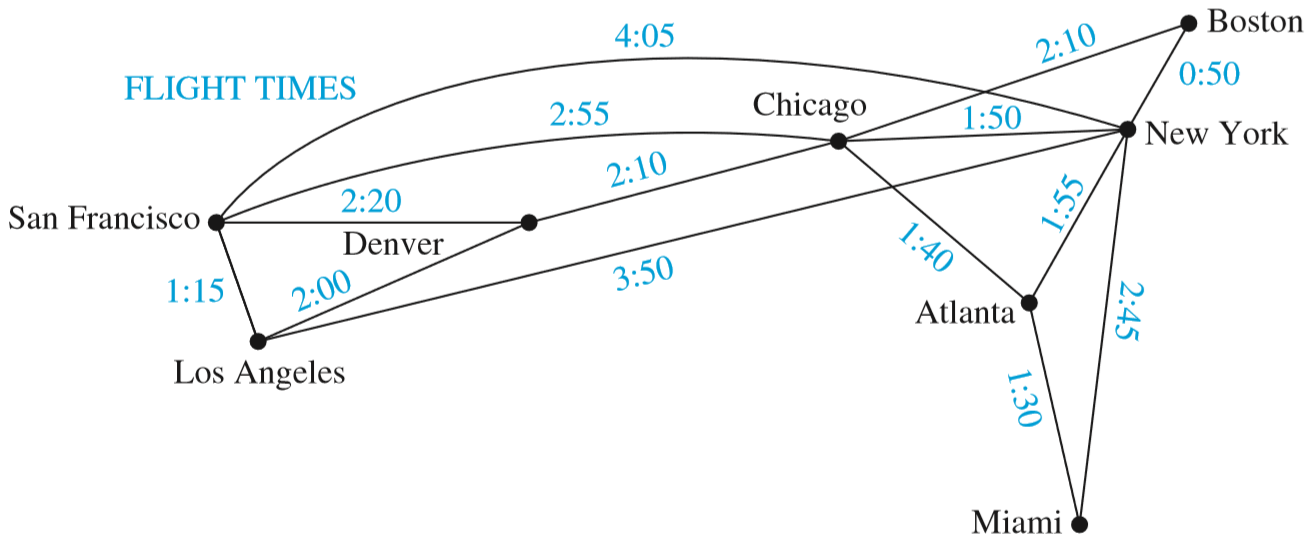 Boston
4:05
2:10
0:50
FLIGHT TIMES
Chicago
2:55
1:50
New York
2:10
San Francisco
2:20
Denver
1:55
1:40
1:15
2:00
3:50
Atlanta
2:45
Los Angeles
1:30
Miami